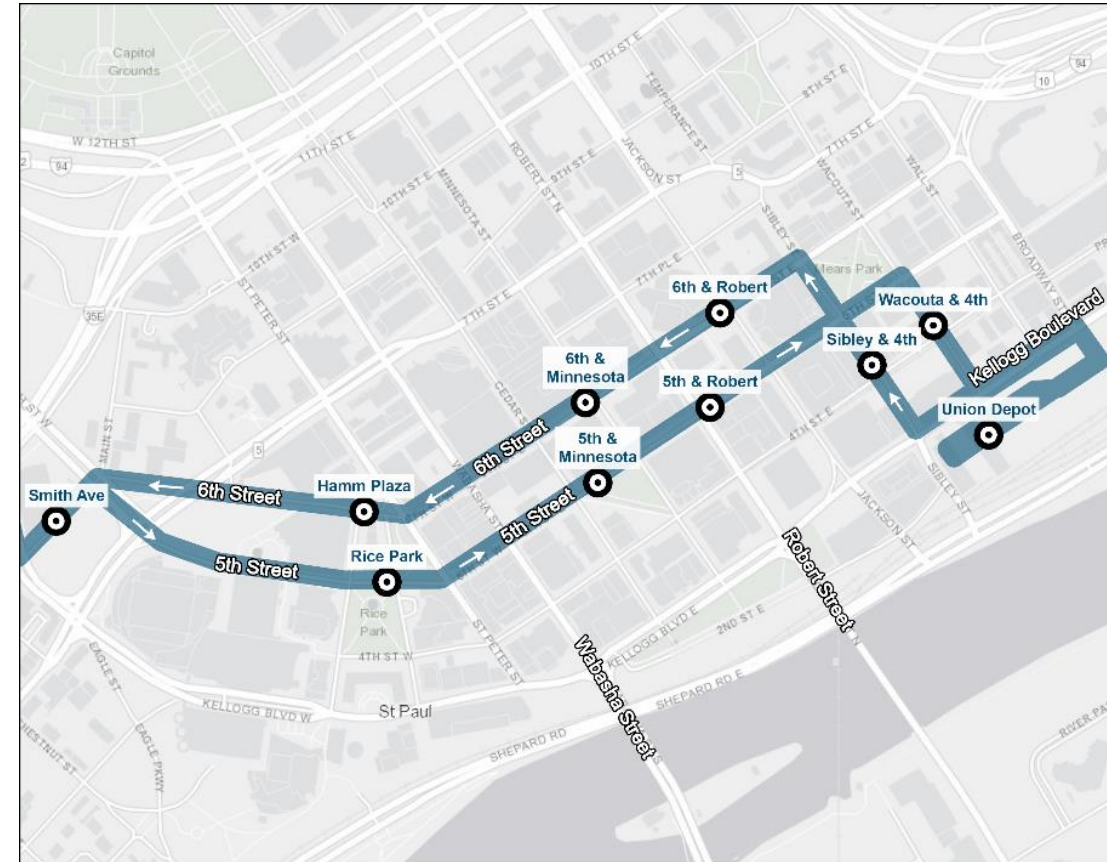 Capitol
Grounds
W 12TH ST
94
11TH ST E
10TH ST E
94
10
TEMPERANCE ST
8TH ST E
7TH ST E
JACKSON ST
5
WACOUTA ST
WALL ST
ROBERT ST N
9TH ST E
MINNESOTA ST
10TH ST E
10TH ST W
SIBLEY ST
BROADWAY ST
7TH PL E
Mears Park
35E
ST PETER ST
7TH ST E
6th & Robert
Wacouta & 4th
Sibley & 4th
Kellogg Boulevard
6th &
Minnesota
5th & Robert
CEDAR ST
4TH ST E
Union Depot
MAIN ST
5
6th Street
5th &
Minnesota
SIBLEY ST
JACKSON ST
Smith Ave
6th Street
Hamm Plaza
WABASHA ST
5th Street
5th Street
Rice Park
Rice
Park
4TH ST W
ST PETER ST
Robert Street
N
2ND ST E
KELLOGG BLVD E
Wabasha Street
S
SHEPARD RD E
EAGLE ST
KELLOGG BLVD W
St Paul
SHEPARD RD
EAGLE PKWY
CHESTNUT ST